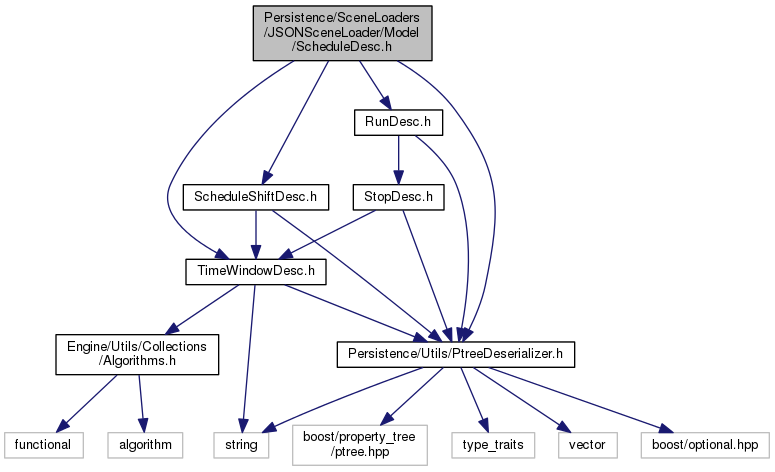 Persistence/SceneLoaders
/JSONSceneLoader/Model
/ScheduleDesc.h
RunDesc.h
ScheduleShiftDesc.h
StopDesc.h
TimeWindowDesc.h
Engine/Utils/Collections
/Algorithms.h
Persistence/Utils/PtreeDeserializer.h
functional
algorithm
string
boost/property_tree
/ptree.hpp
type_traits
vector
boost/optional.hpp